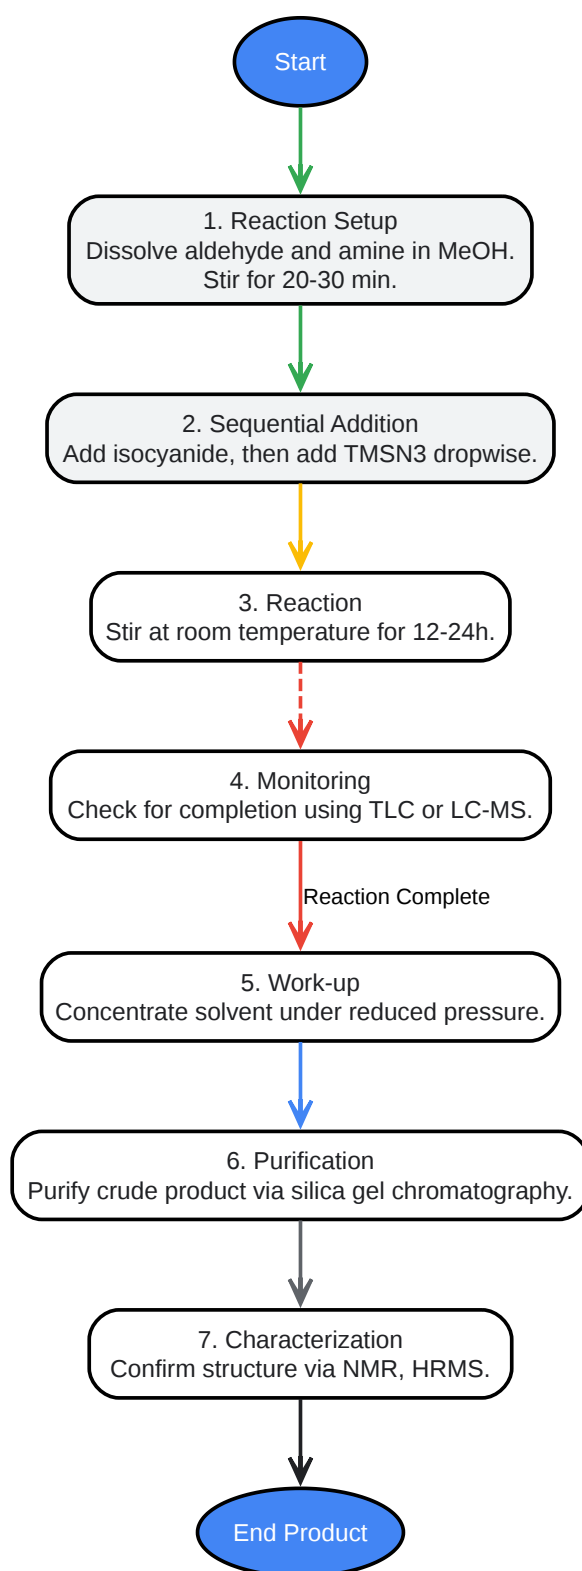 Start
1. Reaction Setup
Dissolve aldehyde and amine in MeOH.
Stir for 20-30 min.
2. Sequential Addition
Add isocyanide, then add TMSN3 dropwise.
3. Reaction
Stir at room temperature for 12-24h.
4. Monitoring
Check for completion using TLC or LC-MS.
Reaction Complete
5. Work-up
Concentrate solvent under reduced pressure.
6. Purification
Purify crude product via silica gel chromatography.
7. Characterization
Confirm structure via NMR, HRMS.
End Product